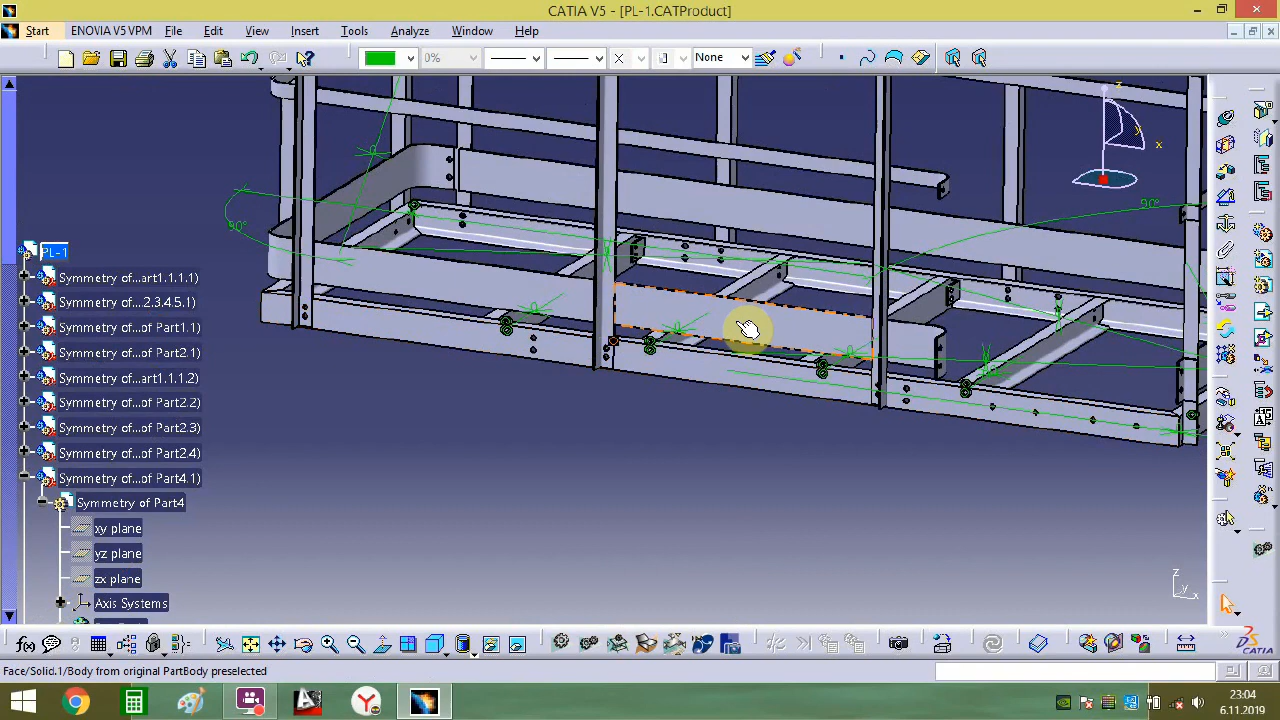 CATIA V5 - [PL-1.CATProduct]
Start ENOVIA V5 VPM File Edit View Insert Tools Analyze Window Help
0% None
z
y
x
90°
90°
PL-1
Symmetry of...art1.1.1.1)
Symmetry of...2.3.4.5.1)
Symmetry of...of Part1.1)
Symmetry of...of Part2.1)
Symmetry of...art1.1.1.2)
Symmetry of...of Part2.2)
Symmetry of...of Part2.3)
Symmetry of...of Part2.4)
Symmetry of...of Part4.1)
Symmetry of Part4
xy plane
yz plane
zx plane
Axis Systems
z
y
x
CATIA
Face/Solid.1/Body from original PartBody preselected
23:04
6.11.2019